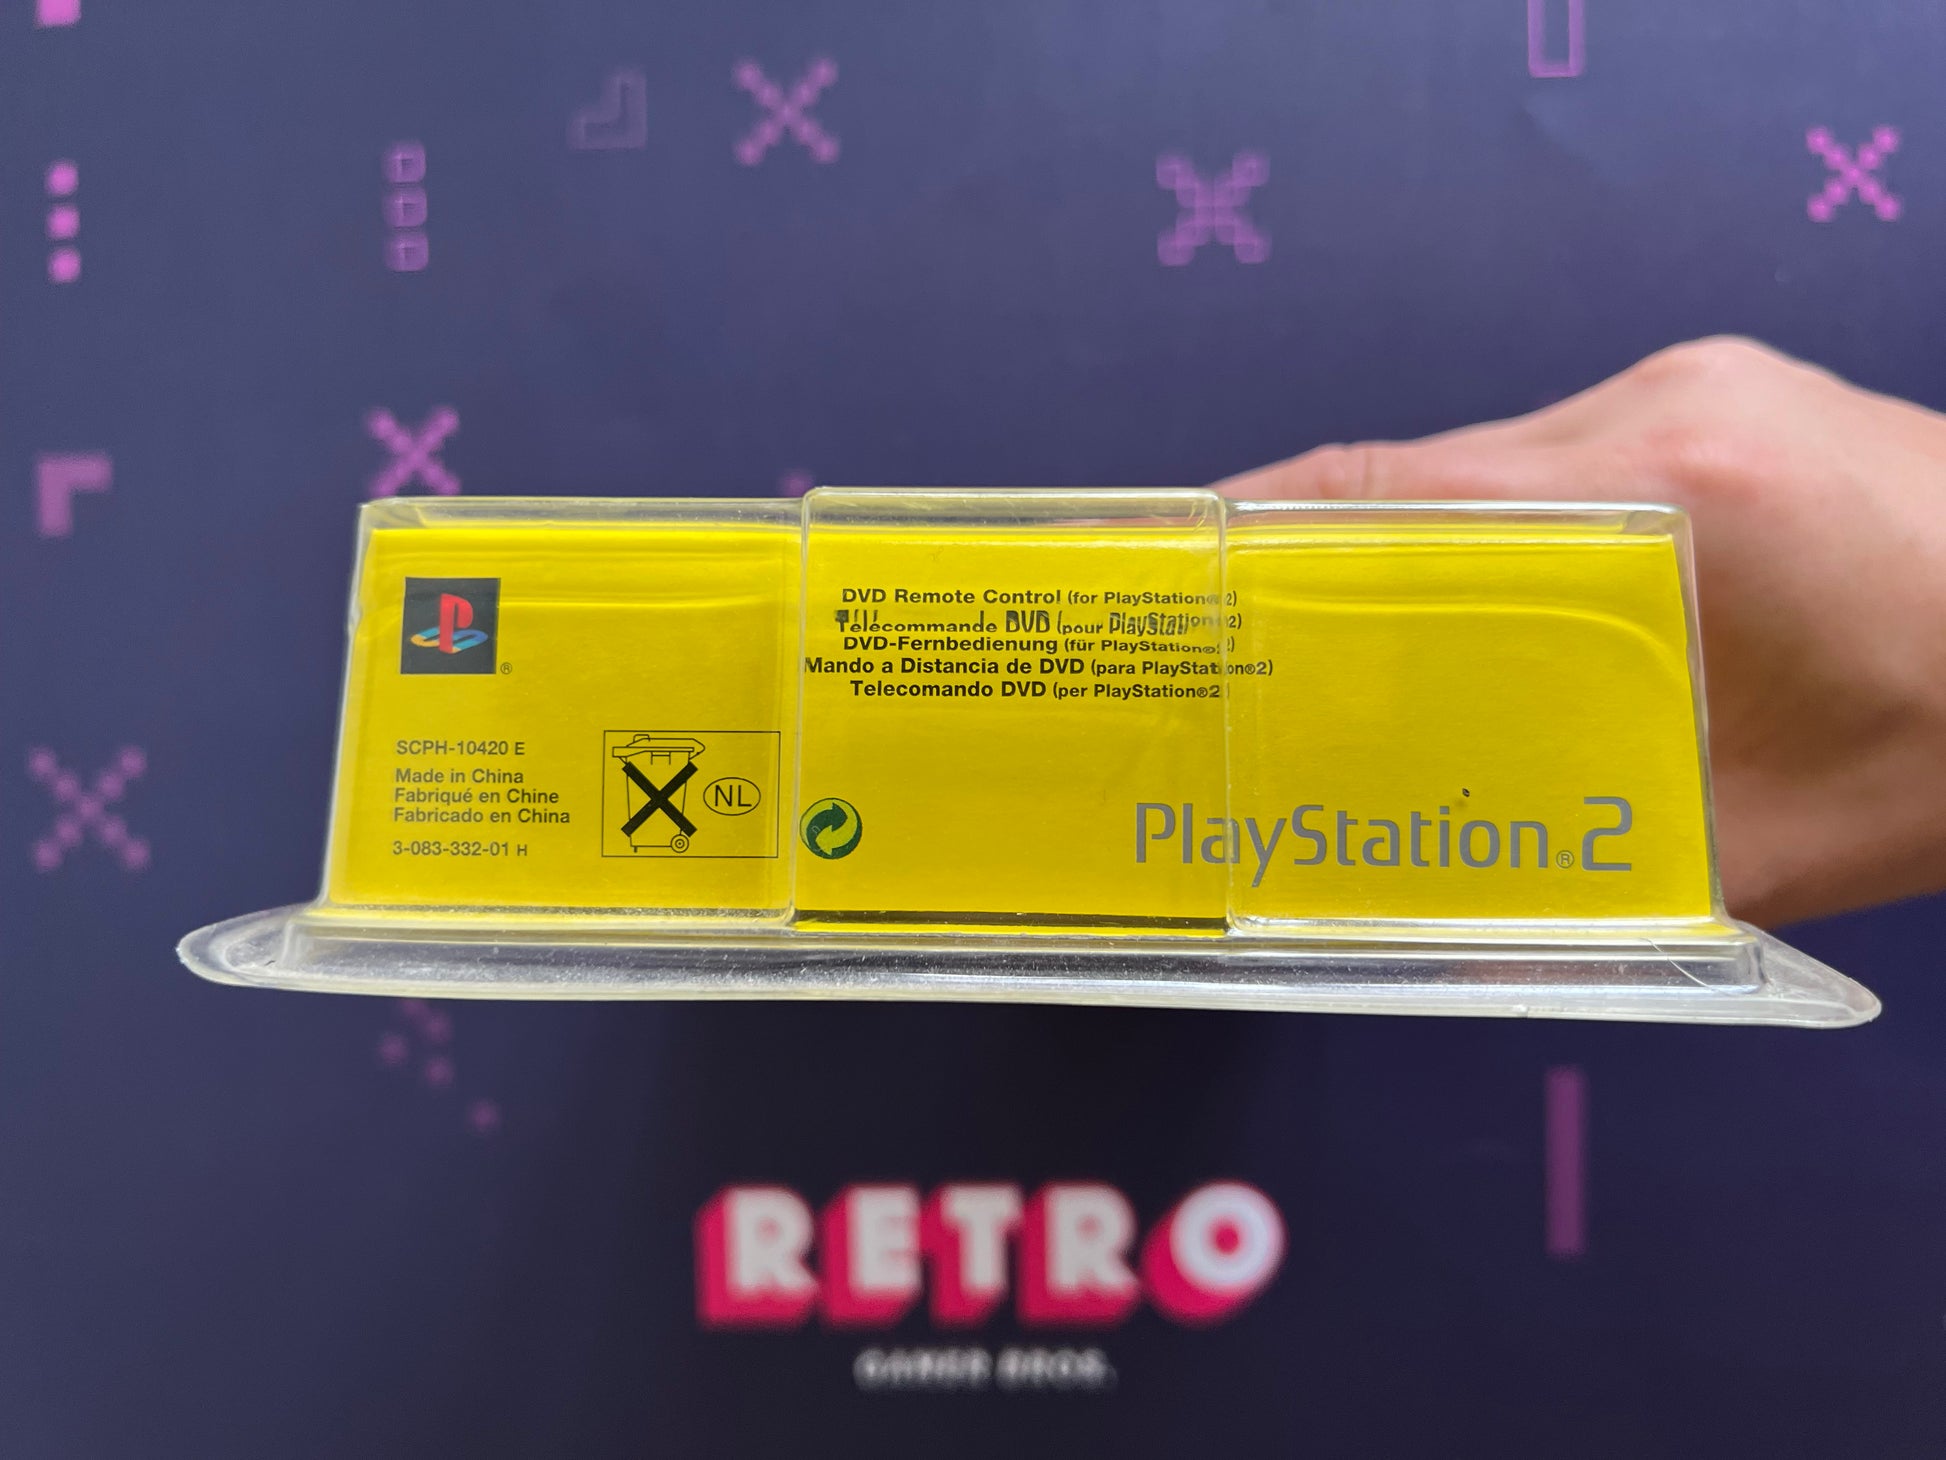 DVD Remote Control (for PlayStation®2)
Télécommande DVD (pour PlayStation®2)
DVD-Fernbedienung (für PlayStation®2)
Mando a Distancia de DVD (para PlayStation®2)
Telecomando DVD (per PlayStation®2)
®
SCPH-10420 E
Made in China
Fabriqué en Chine
Fabricado en China
3-083-332-01 H
NL
PlayStation®2
RETRO
GAMER BROS.